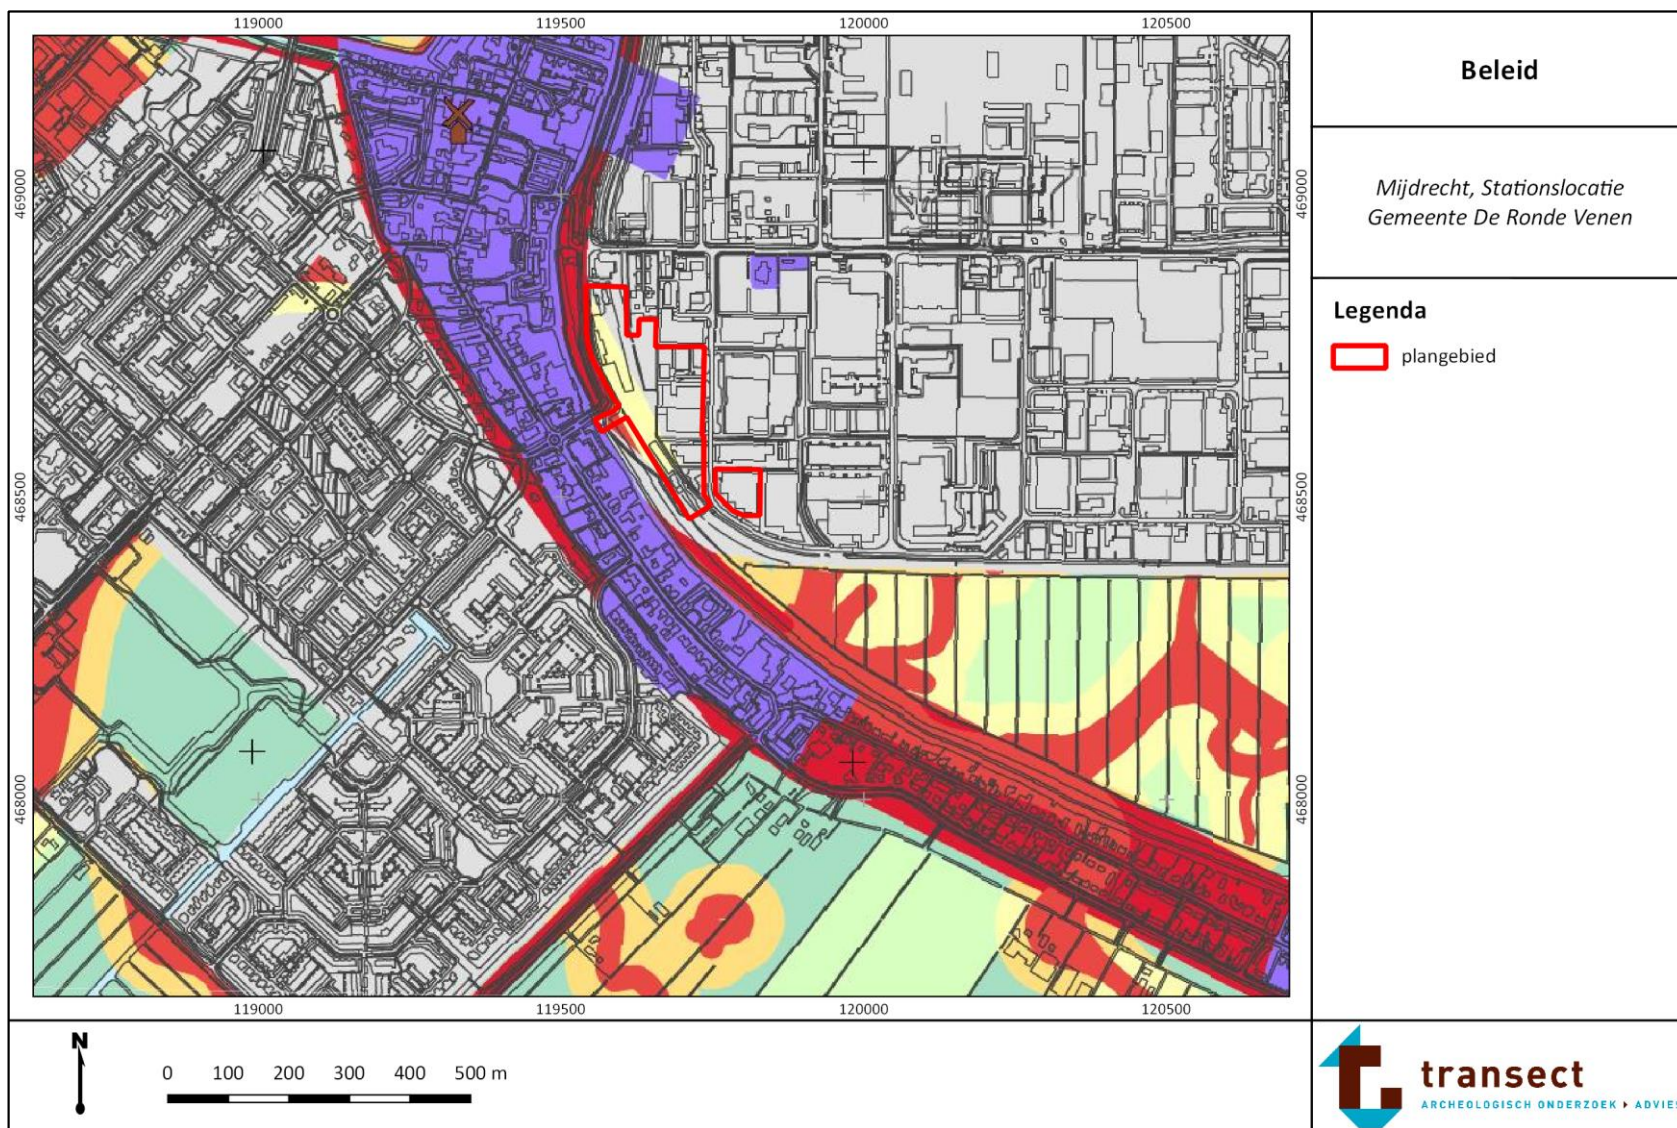 119000 119500 120000 120500
Beleid
Mijdrecht, Stationslocatie
Gemeente De Ronde Venen
Legenda
plangebied
469000 469000
468500 468500
468000 468000
119000 119500 120000 120500
N
0 100 200 300 400 500 m
transect
ARCHEOLOGISCH ONDERZOEK ADVIES